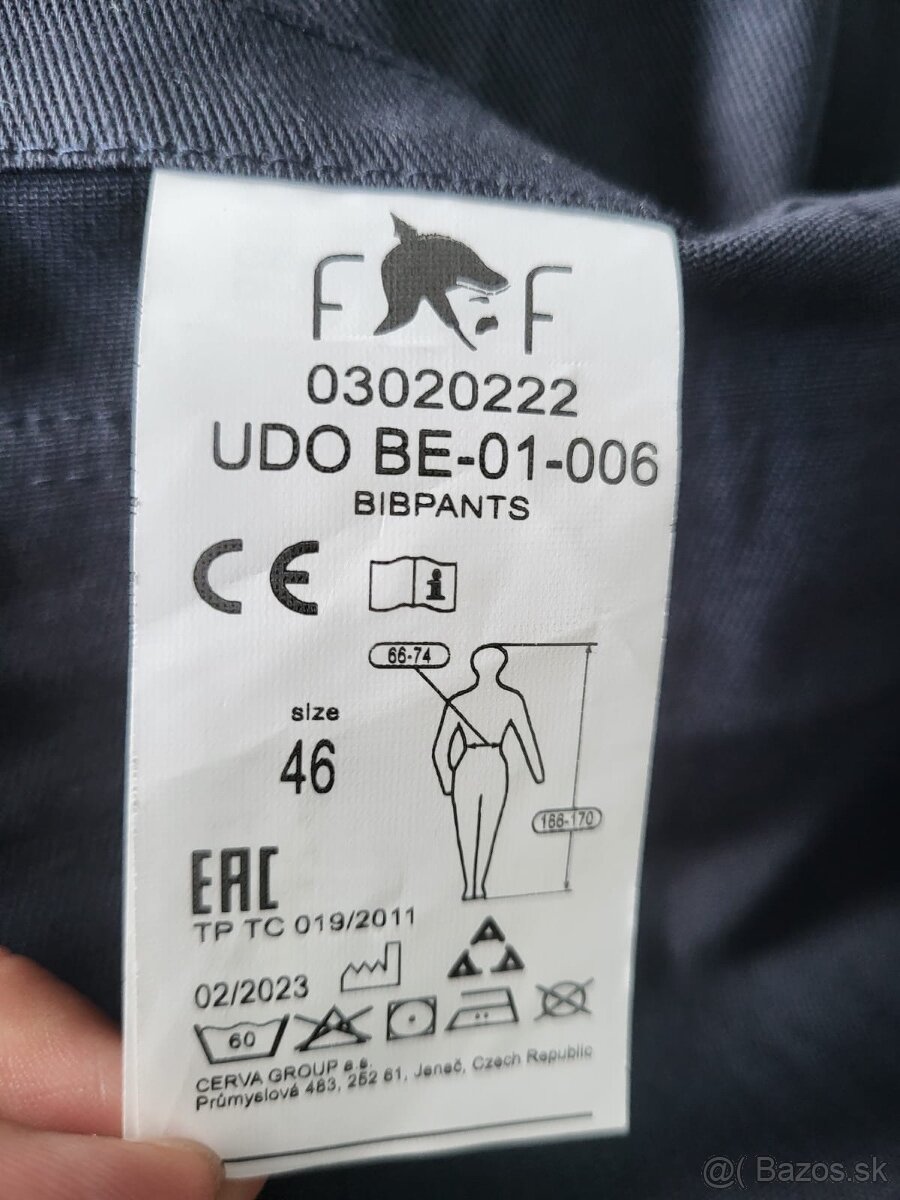 F F
03020222
UDO BE-01-006
BIBPANTS
CE
i
66-74
size
46
166-170
EAC
TP TC 019/2011
02/2023
60
CERVA GROUP a.s.
Průmyslová 483, 252 61, Jeneč, Czech Republic
@( Bazos.sk